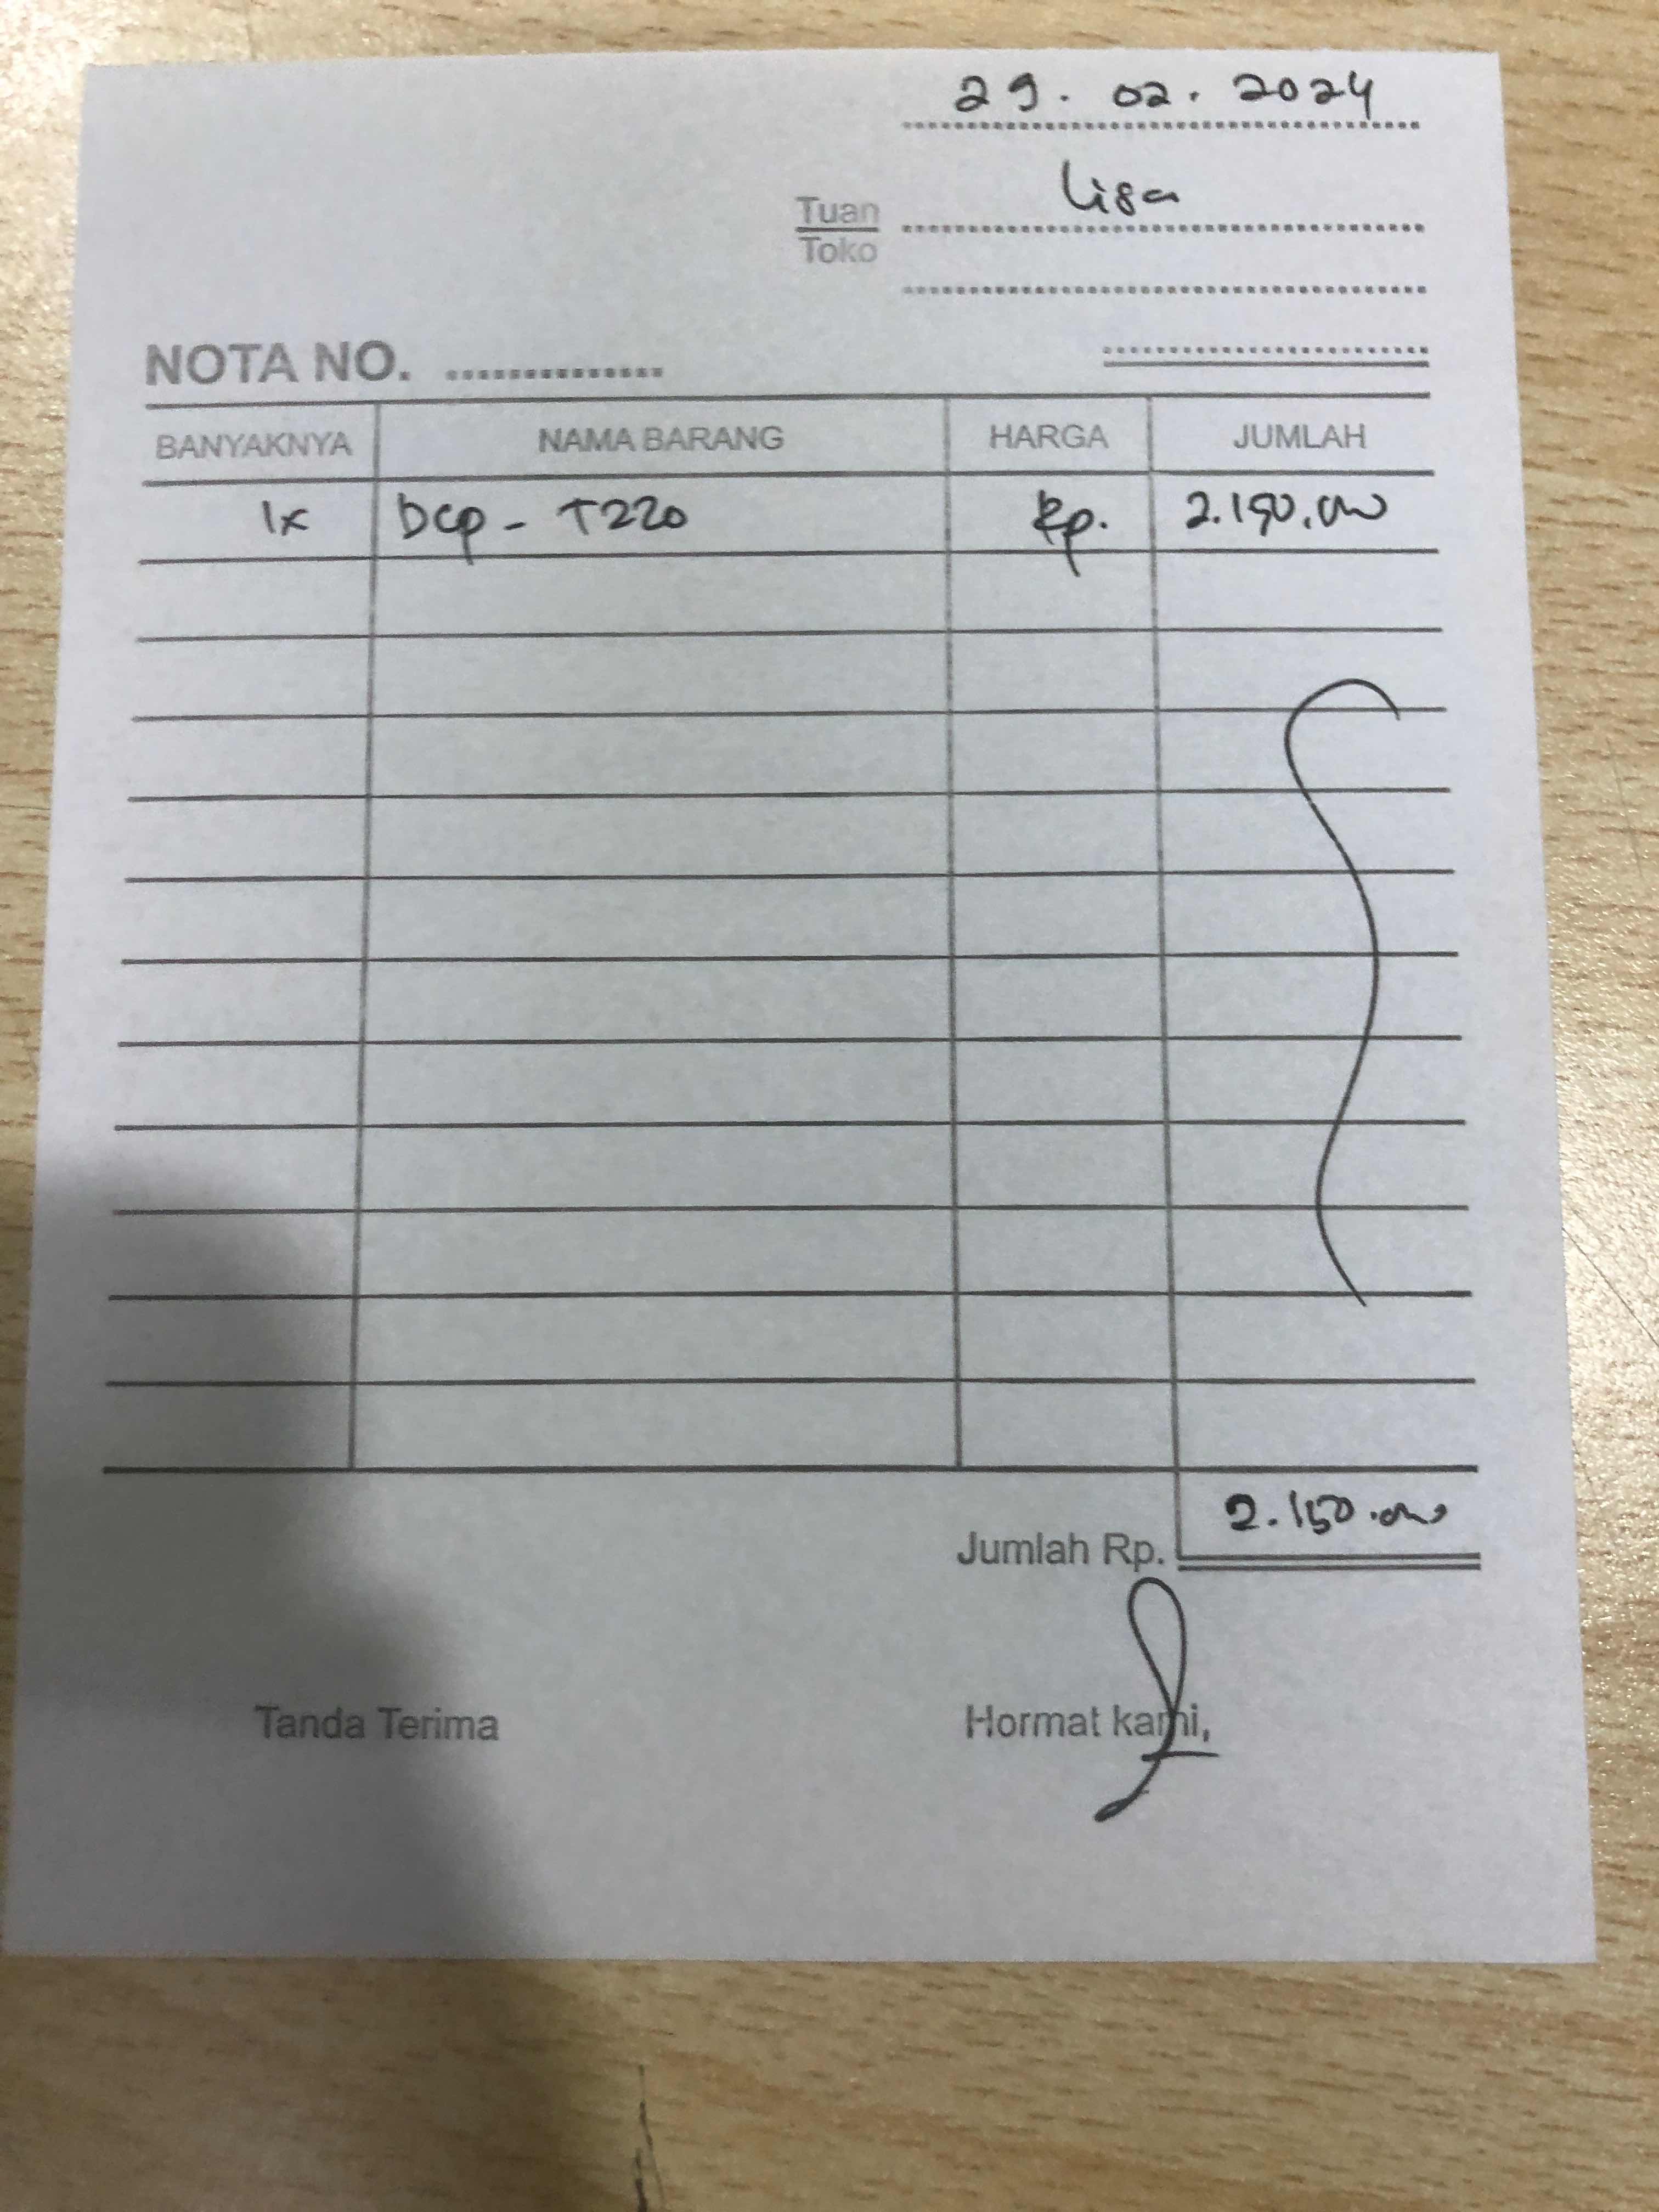 29. 02. 2024
Tuan Lisa
Toko
NOTA NO. ..............
BANYAKNYA NAMA BARANG HARGA JUMLAH
1x Dcp - T220 Rp. 2.150.000
Jumlah Rp. 2.150.000
Tanda Terima Hormat kami,